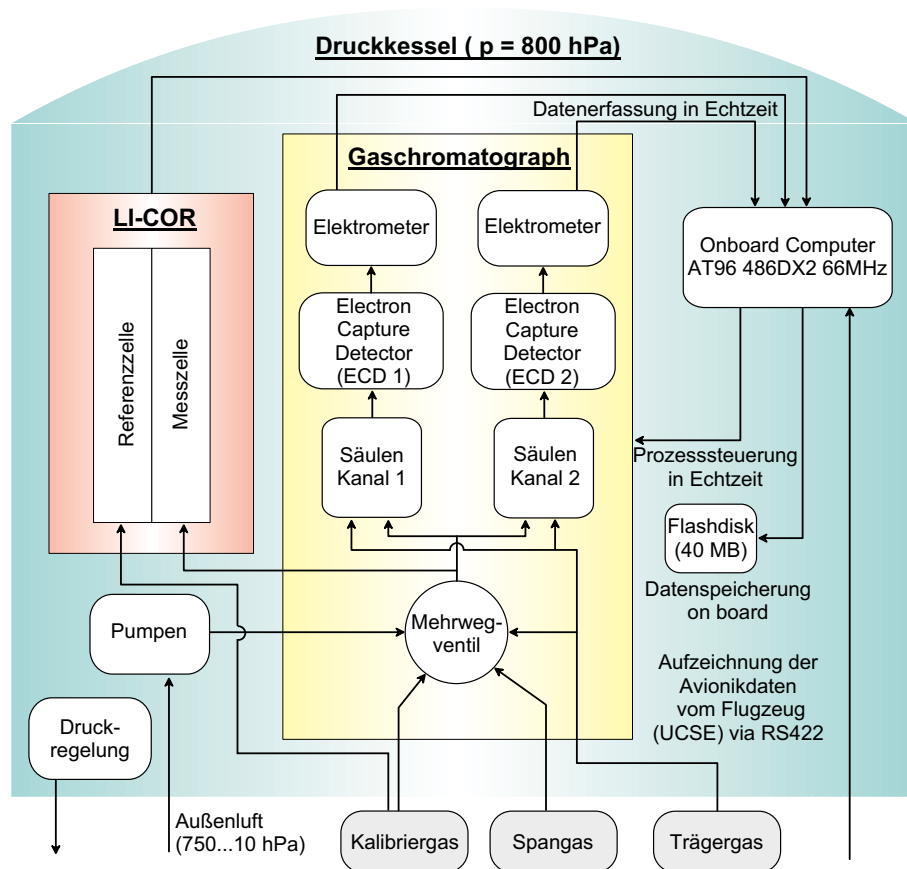 Druckkessel ( p = 800 hPa)
Datenerfassung in Echtzeit
Gaschromatograph
LI-COR
Elektrometer
Elektrometer
Onboard Computer
AT96 486DX2 66MHz
Referenzzelle
Messzelle
Electron
Capture
Detector
(ECD 1)
Electron
Capture
Detector
(ECD 2)
Säulen
Kanal 1
Säulen
Kanal 2
Prozesssteuerung
in Echtzeit
Flashdisk
(40 MB)
Datenspeicherung
on board
Pumpen
Mehrweg-
ventil
Aufzeichnung der
Avionikdaten
vom Flugzeug
(UCSE) via RS422
Druck-
regelung
Außenluft
(750...10 hPa)
Kalibriergas
Spangas
Trägergas